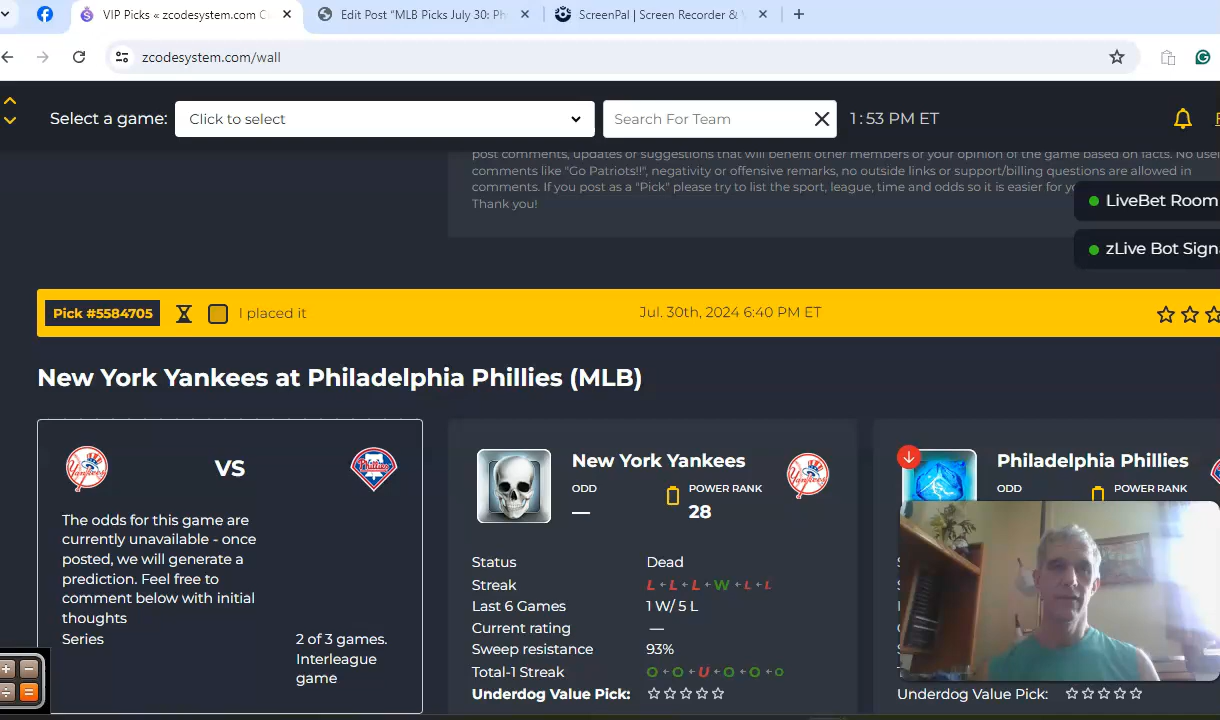 VIP Picks « zcodesystem.com
Edit Post "MLB Picks July 30:
ScreenPal | Screen Recorder &
zcodesystem.com/wall
Select a game:
Click to select
Search For Team
1:53 PM ET
post comments, updates or suggestions that will benefit other members or your opinion of the game based on facts. No
comments like "Go Patriots!!", negativity or offensive remarks, no outside links or support/billing questions are allowed in
comments. If you post as a "Pick" please try to list the sport, league, time and odds so it is easier for
Thank you!
LiveBet Room
zLive Bot
Pick #5584705
I placed it
Jul. 30th, 2024 6:40 PM ET
New York Yankees at Philadelphia Phillies (MLB)
VS
The odds for this game are
currently unavailable - once
posted, we will generate a
prediction. Feel free to
comment below with initial
thoughts
Series
2 of 3 games.
Interleague
game
New York Yankees
ODD
—
POWER RANK
28
Status
Dead
Streak
L L L W L L
Last 6 Games
1 W/ 5 L
Current rating
—
Sweep resistance
93%
Total-1 Streak
O O U O O O
Underdog Value Pick:
Philadelphia Phillies
ODD
POWER RANK
Underdog Value Pick: